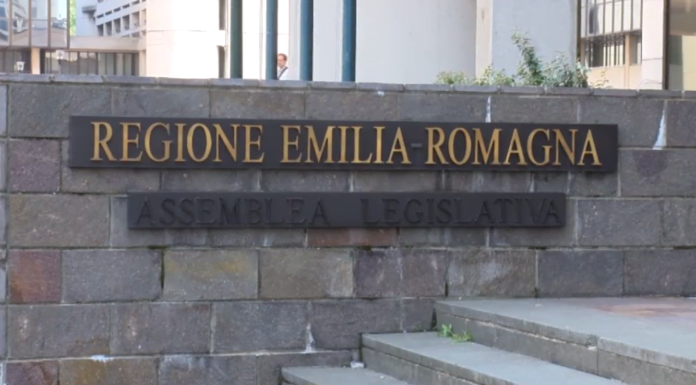 REGIONE EMILIA-ROMAGNA
ASSEMBLEA LEGISLATIVA